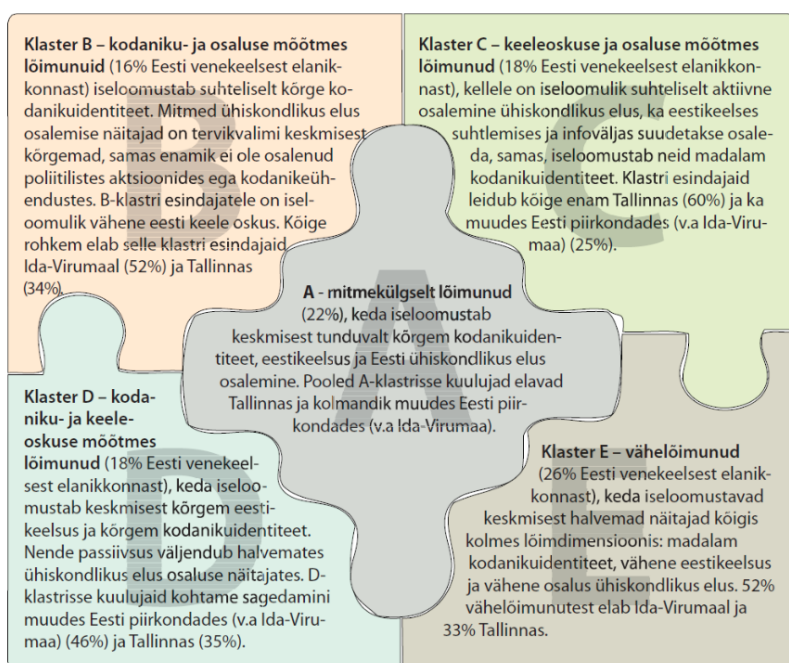 Klaster B – kodaniku- ja osaluse mõõtmes
lõimunuid (16% Eesti venekeelsest elanik-
konnast) iseloomustab suhteliselt kõrge ko-
danikuidentiteet. Mitmed ühiskondlikus elus
osalemise näitajad on tervikvalimi keskmisest
kõrgemad, samas enamik ei ole osalenud
poliitilistes aktsioonides ega kodanikeüh-
endustes. B-klastri esindajatele on isel-
oomulik vähene eesti keele oskus. Kõige
rohkem elab selle klastri esindajaid
Ida-Virumaal (52%) ja Tallinnas
(34%).
B
Klaster C – keeleoskuse ja osaluse mõõtmes
lõimunud (18% Eesti venekeelsest elanikkon-
nast), kellele on iseloomulik suhteliselt aktiivne
osalemine ühiskondlikus elus, ka eestikeelses
suhtlemises ja infoväljas suudetakse osale-
da, samas, iseloomustab neid madalam
kodanikuidentiteet. Klastri esindajaid
leidub kõige enam Tallinnas (60%) ja ka
muudes Eesti piirkondades (v.a Ida-Viru-
maa) (25%).
C
A - mitmekülgselt lõimunud
(22%), keda iseloomustab
keskmisest tunduvalt kõrgem kodanikuiden-
titeet, eestikeelsus ja Eesti ühiskondlikus elus
osalemine. Pooled A-klastrisse kuulujad elavad
Tallinnas ja kolmandik muudes Eesti piir-
kondades (v.a Ida-Virumaa).
A
Klaster D – koda-
niku- ja keele-
oskuse mõõtmes
lõimunud (18% Eesti venekeel-
sest elanikkonnast), keda iseloo-
mustab keskmisest kõrgem eesti-
keelsus ja kõrgem kodanikuidentiteet.
Nende passiivsus väljendub halvemates
ühiskondlikus elus osaluse näitajates. D-
klastrisse kuulujaid kohtame sagedamini
muudes Eesti piirkondades (v.a Ida-Viru-
maa) (46%) ja Tallinnas (35%).
D
Klaster E – vähelõimunud
(26% Eesti venekeelsest elanik-
konnast), keda iseloomustavad
keskmisest halvemad näitajad kõigis
kolmes lõimdimensioonis: madalam
kodanikuidentiteet, vähene eestikeelsus
ja vähene osalus ühiskondlikus elus. 52%
vähelõimunutest elab Ida-Virumaal ja
33% Tallinnas.
E